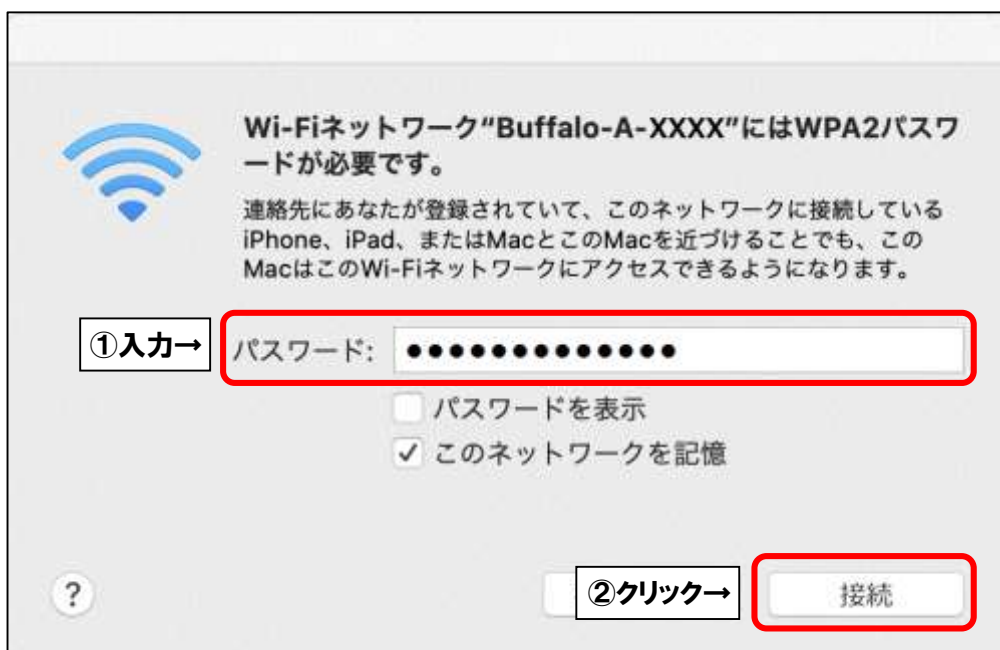 Wi-Fiネットワーク“Buffalo-A-XXXX”にはWPA2パスワ
ードが必要です。
連絡先にあなたが登録されていて、このネットワークに接続している
iPhone、iPad、またはMacとこのMacを近づけることでも、この
MacはこのWi-Fiネットワークにアクセスできるようになります。
①入力→ パスワード: ●●●●●●●●●●●●●
パスワードを表示
✓ このネットワークを記憶
? ②クリック→ 接続